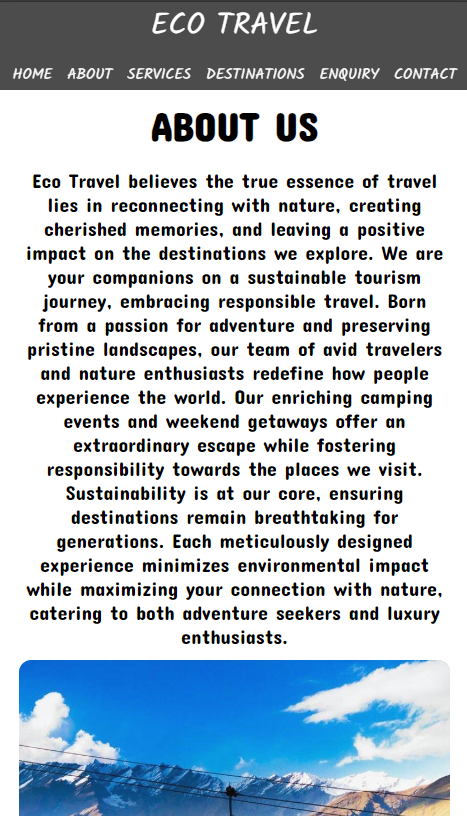 ECO TRAVEL
HOME ABOUT SERVICES DESTINATIONS ENQUIRY CONTACT
ABOUT US
Eco Travel believes the true essence of travel
lies in reconnecting with nature, creating
cherished memories, and leaving a positive
impact on the destinations we explore. We are
your companions on a sustainable tourism
journey, embracing responsible travel. Born
from a passion for adventure and preserving
pristine landscapes, our team of avid travelers
and nature enthusiasts redefine how people
experience the world. Our enriching camping
events and weekend getaways offer an
extraordinary escape while fostering
responsibility towards the places we visit.
Sustainability is at our core, ensuring
destinations remain breathtaking for
generations. Each meticulously designed
experience minimizes environmental impact
while maximizing your connection with nature,
catering to both adventure seekers and luxury
enthusiasts.